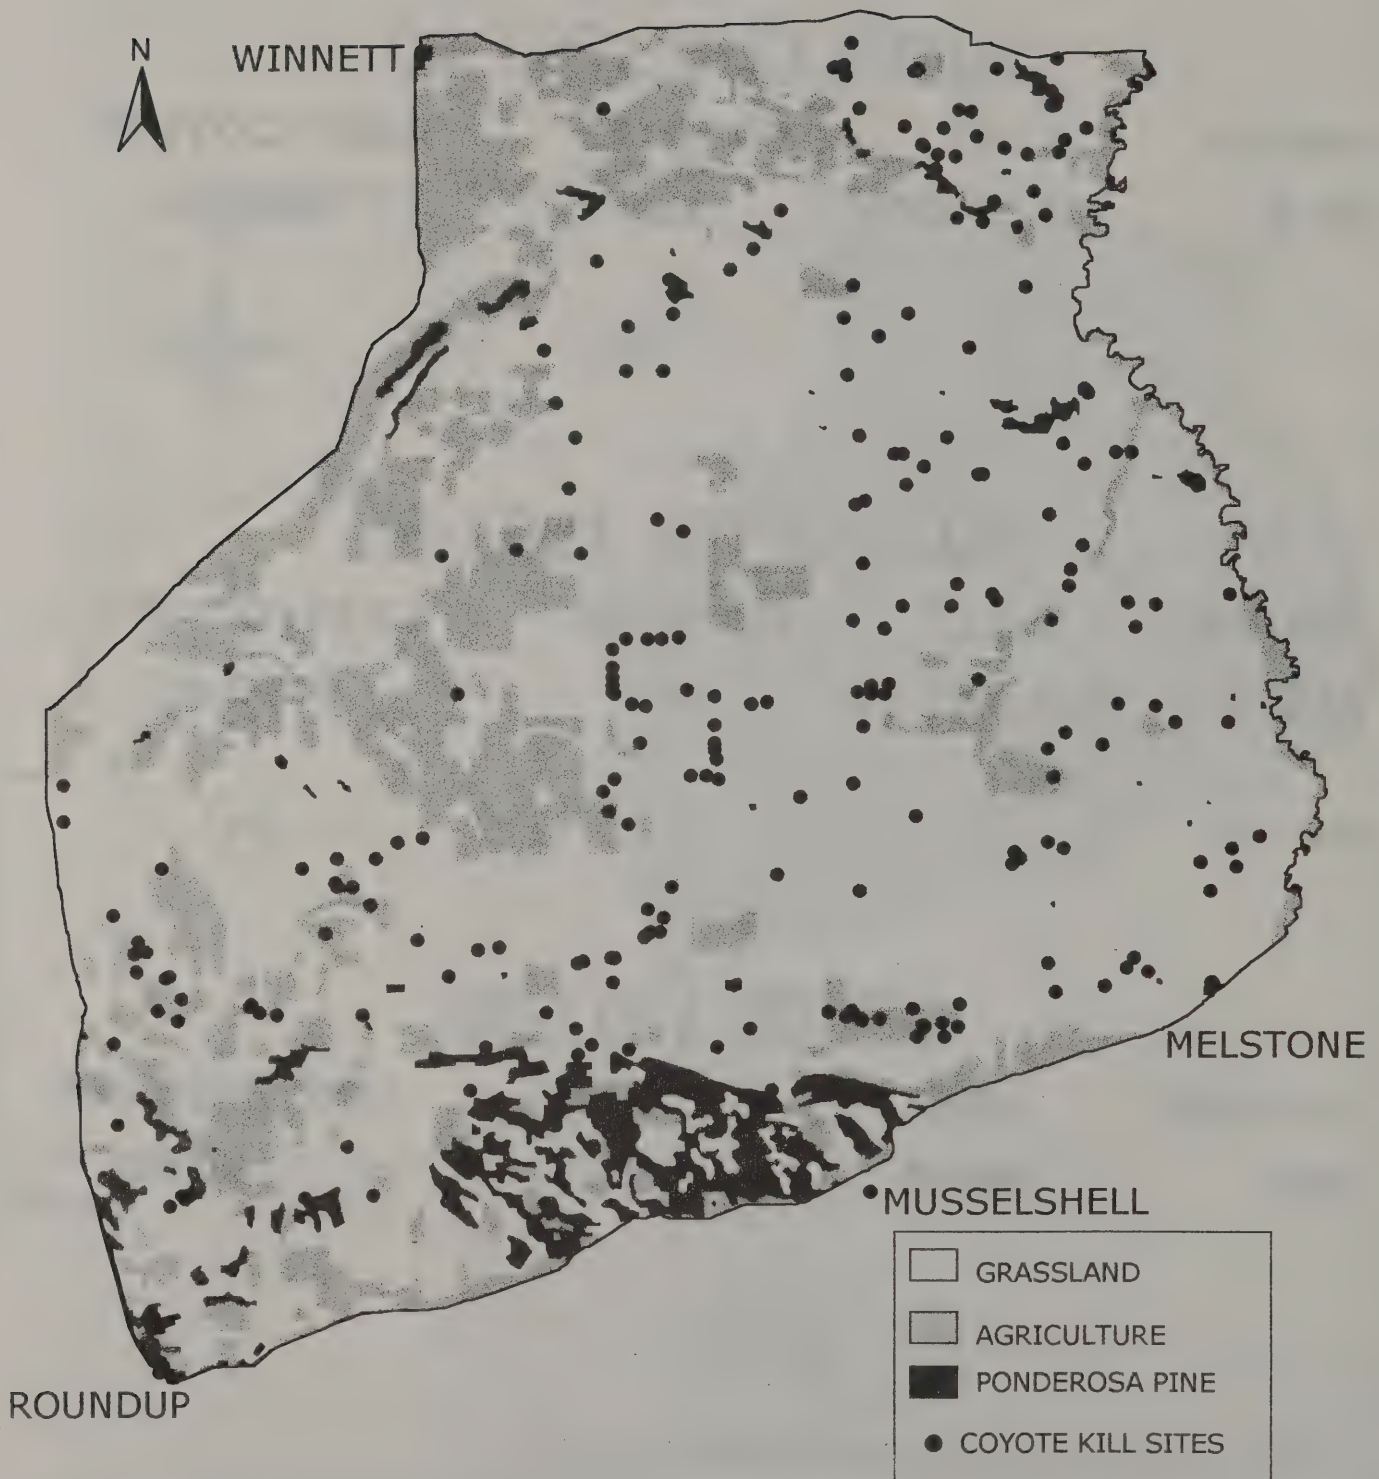 N
WINNETT
MELSTONE
MUSSELSHELL
GRASSLAND
AGRICULTURE
PONDEROSA PINE
COYOTE KILL SITES
ROUNDUP